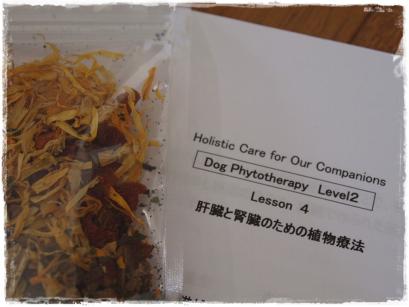 Holistic Care for Our Companions
Dog Phytotherapy Level2
Lesson 4
肝臓と腎臓のための植物療法